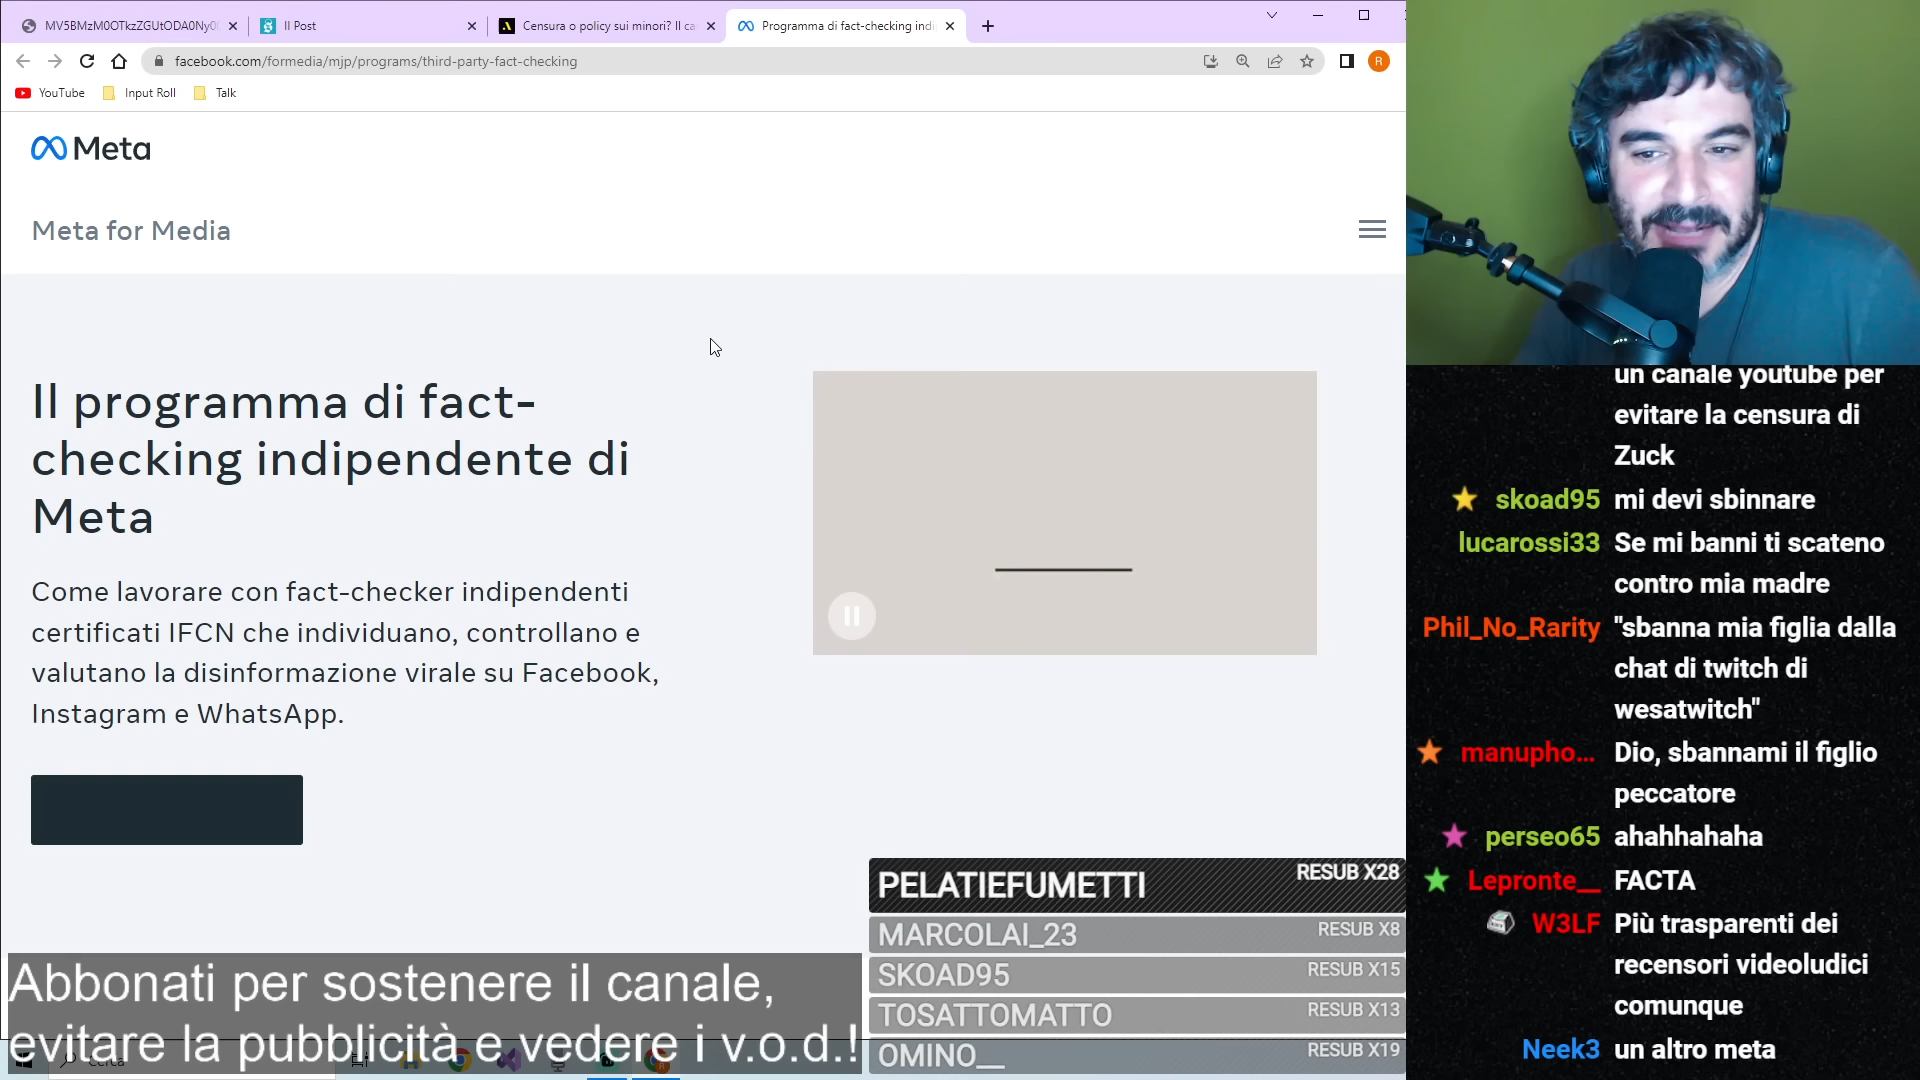 MV5BMzM0OTkzZGUtODA0Ny00
Il Post
Censura o policy sui minori? Il ca
Programma di fact-checking indi
facebook.com/formedia/mjp/programs/third-party-fact-checking
R
YouTube
Input Roll
Talk
Meta
Meta for Media
Il programma di fact-
checking indipendente di
Meta
Come lavorare con fact-checker indipendenti
certificati IFCN che individuano, controllano e
valutano la disinformazione virale su Facebook,
Instagram e WhatsApp.
PELATIEFUMETTI RESUB X28
MARCOLAI_23 RESUB X8
SKOAD95 RESUB X15
TOSATTOMATTO RESUB X13
OMINO__ RESUB X19
Abbonati per sostenere il canale,
evitare la pubblicità e vedere i v.o.d.!
Cerca
un canale youtube per
evitare la censura di
Zuck
skoad95 mi devi sbinnare
lucarossi33 Se mi banni ti scateno
contro mia madre
Phil_No_Rarity "sbanna mia figlia dalla
chat di twitch di
wesatwitch"
manupho... Dio, sbannami il figlio
peccatore
perseo65 ahahhahaha
Lepronte__ FACTA
W3LF Più trasparenti dei
recensori videoludici
comunque
Neek3 un altro meta